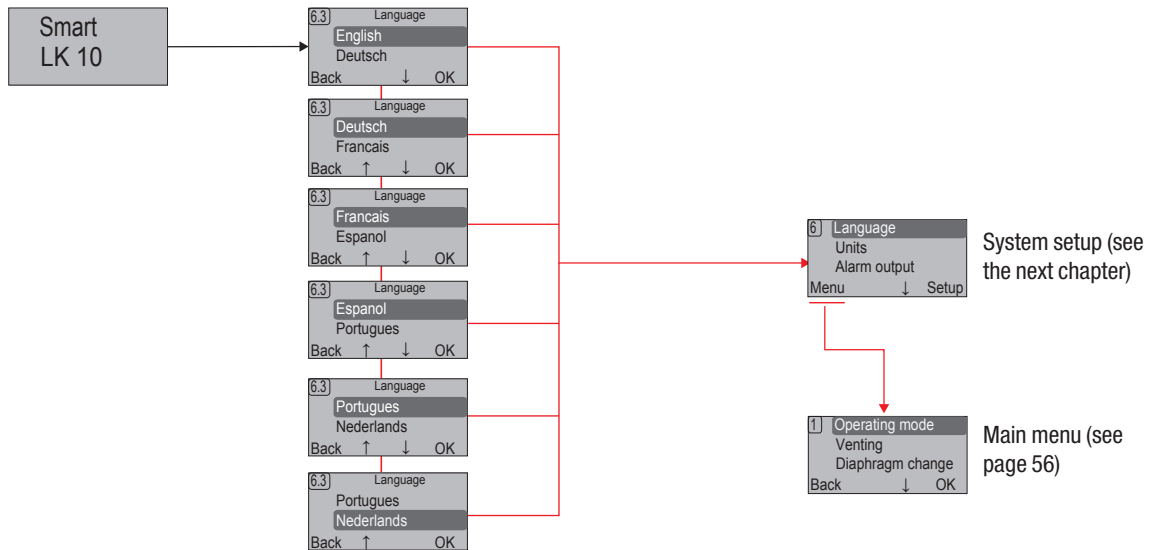 Smart
LK 10
6.3 Language
English
Deutsch
Back ↓ OK
6.3 Language
Deutsch
Francais
Back ↑ ↓ OK
6.3 Language
Francais
Espanol
Back ↑ ↓ OK
6.3 Language
Espanol
Portugues
Back ↑ ↓ OK
6.3 Language
Portugues
Nederlands
Back ↑ ↓ OK
6.3 Language
Portugues
Nederlands
Back ↑ OK
6 Language
Units
Alarm output
Menu ↓ Setup
System setup (see
the next chapter)
1 Operating mode
Venting
Diaphragm change
Back ↓ OK
Main menu (see
page 56)